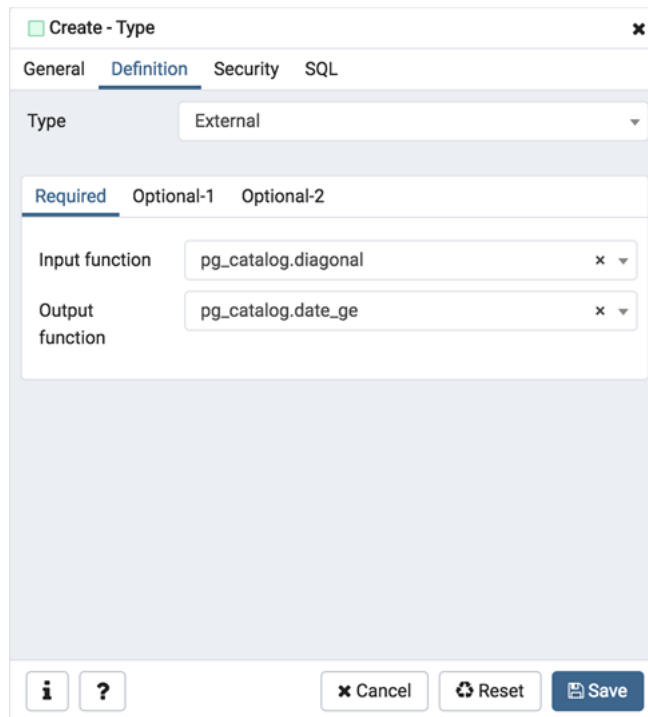 Create - Type
General Definition Security SQL
Type External
Required Optional-1 Optional-2
Input function pg_catalog.diagonal
Output pg_catalog.date_ge
function
i ? Cancel Reset Save